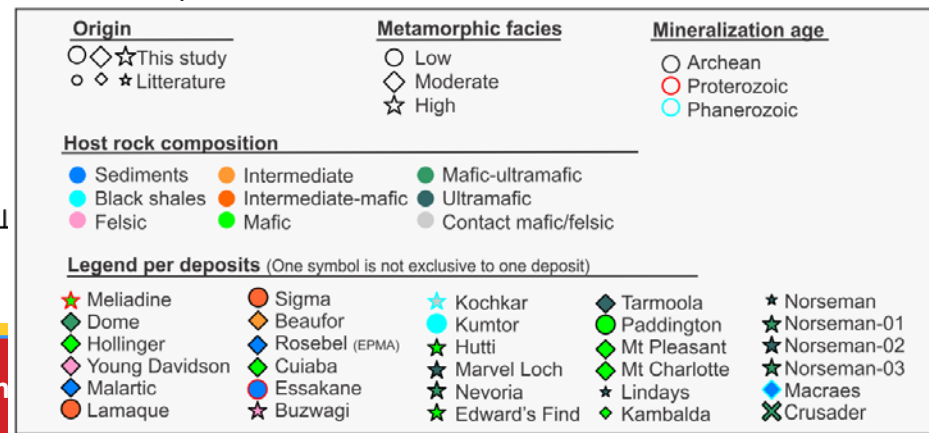 Origin
This study
Litterature
Metamorphic facies
Low
Moderate
High
Mineralization age
Archean
Proterozoic
Phanerozoic
Host rock composition
Sediments
Black shales
Felsic
Intermediate
Intermediate-mafic
Mafic
Mafic-ultramafic
Ultramafic
Contact mafic/felsic
Legend per deposits (One symbol is not exclusive to one deposit)
Meliadine
Dome
Hollinger
Young Davidson
Malartic
Lamaque
Sigma
Beaufor
Rosebel (EPMA)
Cuiaba
Essakane
Buzwagi
Kochkar
Kumtor
Hutti
Marvel Loch
Nevoria
Edward's Find
Tarmoola
Paddington
Mt Pleasant
Mt Charlotte
Lindays
Kambalda
Norseman
Norseman-01
Norseman-02
Norseman-03
Macraes
Crusader